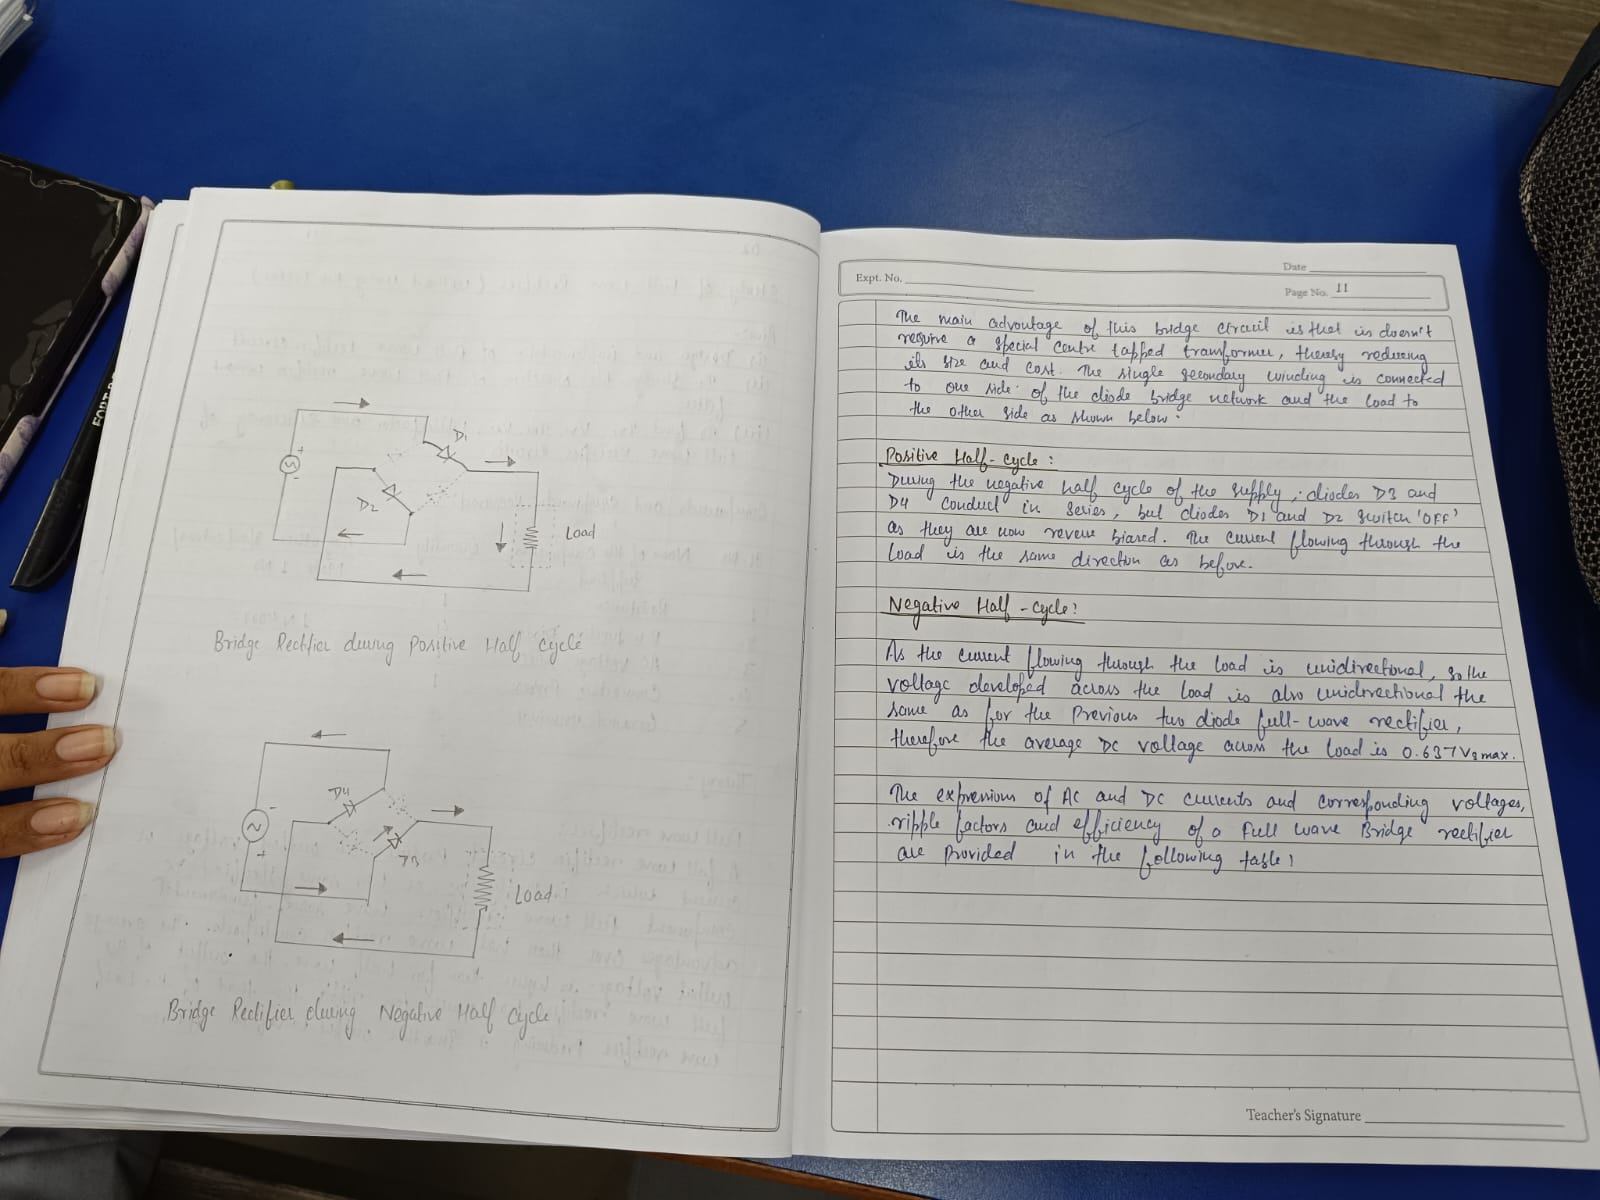 D1
D2
Load
Bridge Rectifier during Positive Half Cycle
D4
D3
Load
Bridge Rectifier during Negative Half Cycle
Date
Expt. No.
Page No. 11
The main advantage of this bridge circuit is that is doesn't
require a special centre tapped transformer, thereby reducing
its size and cost. The single secondary winding is connected
to one side of the diode bridge network and the load to
the other side as shown below.
Positive Half-cycle:
During the negative half cycle of the supply, diodes D3 and
D4 conduct in series, but diodes D1 and D2 switch 'OFF'
as they are now reverse biased. The current flowing through the
load is the same direction as before.
Negative Half-cycle:
As the current flowing through the load is unidirectional, so the
voltage developed across the load is also unidirectional the
same as for the Previous two diode full-wave rectifier,
therefore the average DC voltage across the load is 0.637Vsmax.
The expressions of AC and DC currents and corresponding voltages,
ripple factors and efficiency of a Full wave Bridge rectifier
are provided in the following table:
Teacher's Signature